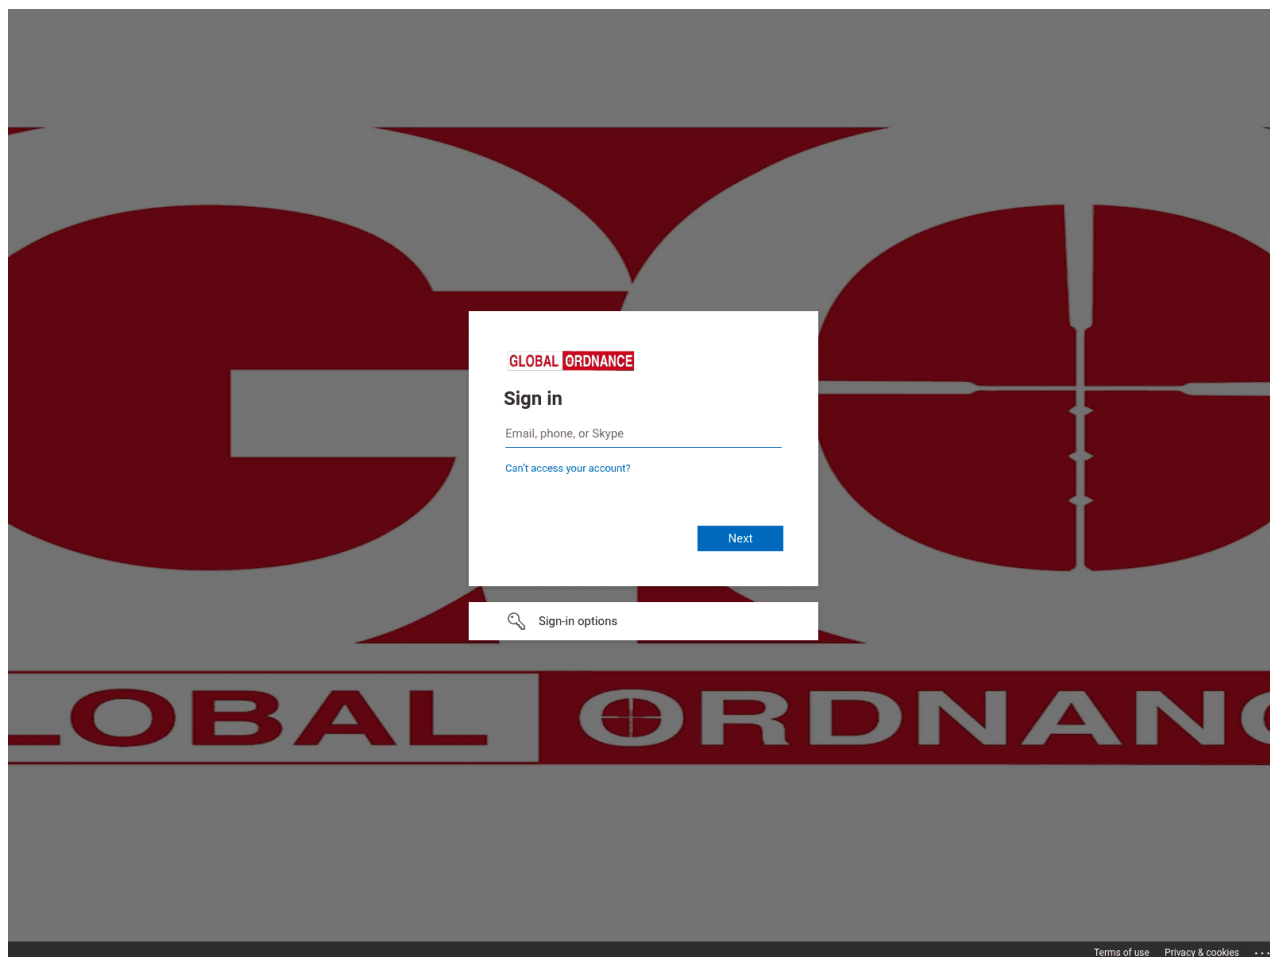 GLOBAL ORDNANCE
Sign in
Email, phone, or Skype
Can't access your account?
Next
Sign-in options
LOBAL ORDNANC
Terms of use Privacy & cookies ...